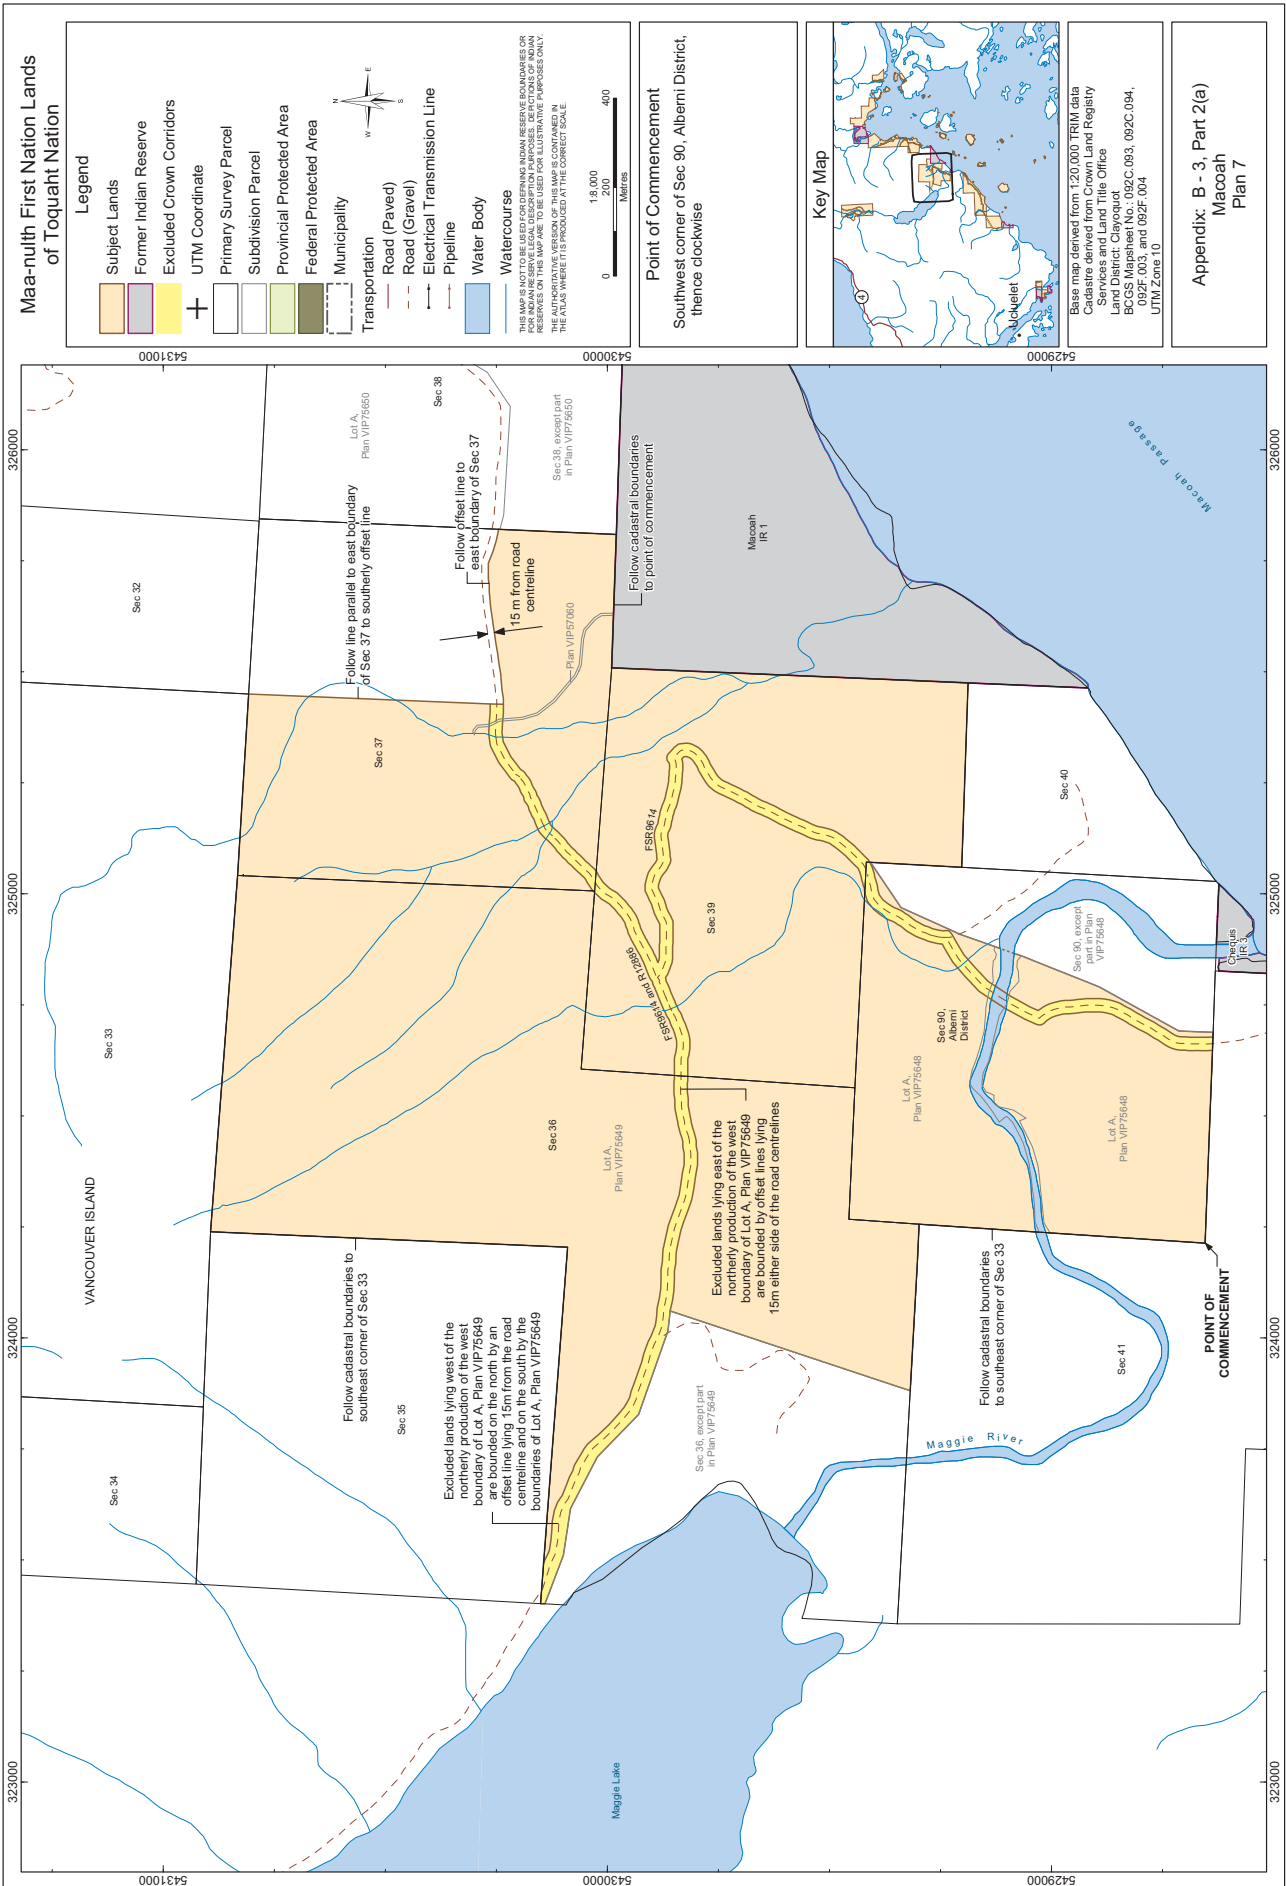 Maa-nulth First Nation Lands
of Toquaht Nation
Legend
Subject Lands
Former Indian Reserve
Excluded Crown Corridors
UTM Coordinate
Primary Survey Parcel
Subdivision Parcel
Provincial Protected Area
Federal Protected Area
Municipality
Transportation
Road (Paved)
Road (Gravel)
Electrical Transmission Line
Pipeline
Water Body
Watercourse
N
E
S
W
THIS MAP IS NOT TO BE USED FOR DEFINING INDIAN RESERVE BOUNDARIES OR
FOR INDIAN RESERVE LEGAL DESCRIPTION PURPOSES. DEPICTIONS OF INDIAN
RESERVES ON THIS MAP ARE TO BE USED FOR ILLUSTRATIVE PURPOSES ONLY.
THE AUTHORITATIVE VERSION OF THIS MAP IS CONTAINED IN
THE ATLAS WHERE IT IS PRODUCED AT THE CORRECT SCALE.
1:8,000
0 200 400
Metres
Point of Commencement
Southwest corner of Sec 90, Alberni District,
thence clockwise
Key Map
4
Ucluelet
Base map derived from 1:20,000 TRIM data
Cadastre derived from Crown Land Registry
Services and Land Title Office
Land District: Clayoquot
BCGS Mapsheet No.: 092C.093, 092C.094,
092F.003, and 092F.004
UTM Zone 10
Appendix: B - 3, Part 2(a)
Macoah
Plan 7
323000
324000
325000
326000
5431000
5430000
5429000
VANCOUVER ISLAND
Sec 34
Sec 33
Sec 32
Sec 35
Follow cadastral boundaries to
southeast corner of Sec 33
Sec 37
Follow line parallel to east boundary
of Sec 37 to southerly offset line
Lot A,
Plan VIP75650
Sec 38
Follow offset line to
east boundary of Sec 37
Sec 38, except part
in Plan VIP75650
15 m from road
centreline
Plan VIP57060
Excluded lands lying west of the
northerly production of the west
boundary of Lot A, Plan VIP75649
are bounded on the north by an
offset line lying 15m from the road
centreline and on the south by the
boundaries of Lot A, Plan VIP75649
Sec 36
Lot A,
Plan VIP75649
FSR9614 and R12886
FSR9614
Sec 39
Follow cadastral boundaries
to point of commencement
Macoah
IR 1
Macoah Passage
Maggie Lake
Sec 36, except part
in Plan VIP75649
Excluded lands lying east of the
northerly production of the west
boundary of Lot A, Plan VIP75649
are bounded by offset lines lying
15m either side of the road centrelines
Maggie River
Follow cadastral boundaries
to southeast corner of Sec 33
Lot A,
Plan VIP75648
Sec 90,
Alberni
District
Sec 40
Sec 90, except
part in Plan
VIP75648
Lot A,
Plan VIP75648
Sec 41
POINT OF
COMMENCEMENT
Chequis
IR 3
323000
324000
325000
326000
5431000
5430000
5429000